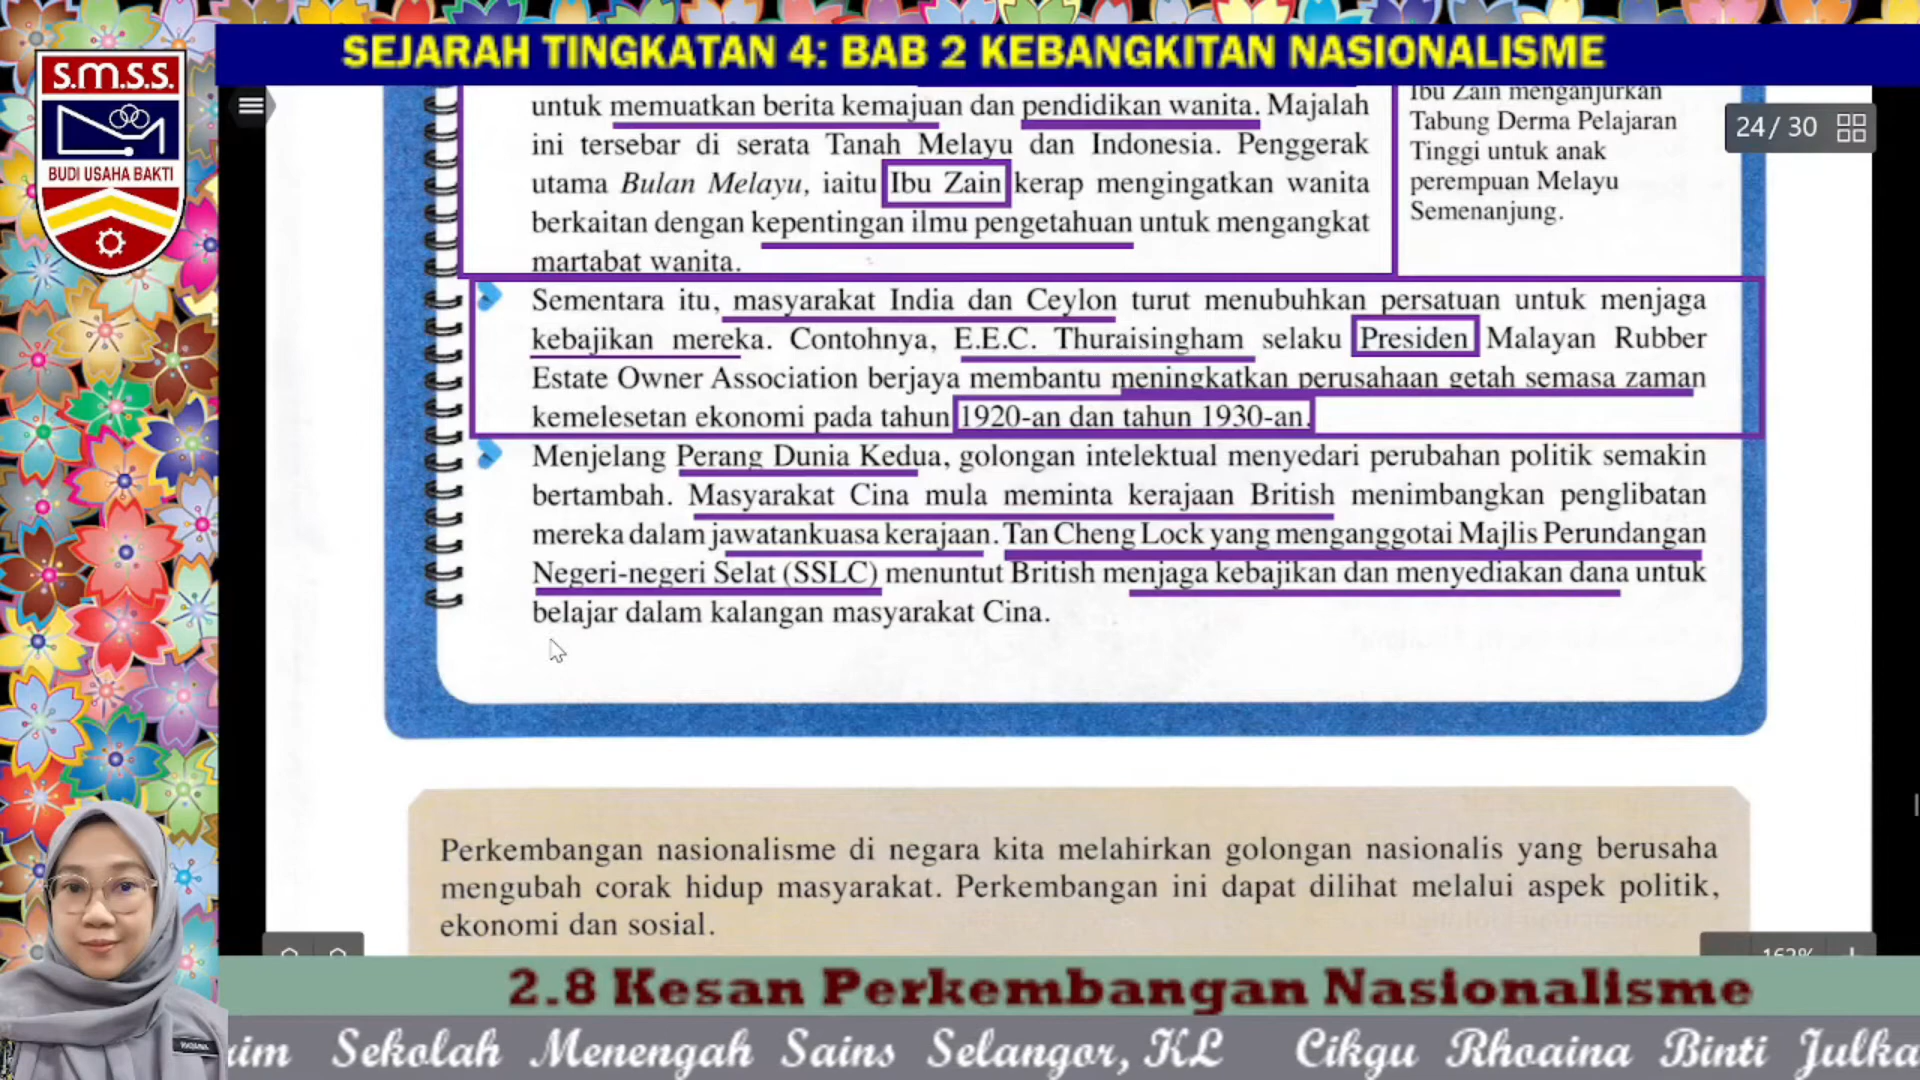 SEJARAH TINGKATAN 4: BAB 2 KEBANGKITAN NASIONALISME
S.M.S.S.
BUDI USAHA BAKTI
24 / 30
untuk memuatkan berita kemajuan dan pendidikan wanita. Majalah
ini tersebar di serata Tanah Melayu dan Indonesia. Penggerak
utama Bulan Melayu, iaitu Ibu Zain kerap mengingatkan wanita
berkaitan dengan kepentingan ilmu pengetahuan untuk mengangkat
martabat wanita.
Ibu Zain menganjurkan
Tabung Derma Pelajaran
Tinggi untuk anak
perempuan Melayu
Semenanjung.
Sementara itu, masyarakat India dan Ceylon turut menubuhkan persatuan untuk menjaga
kebajikan mereka. Contohnya, E.E.C. Thuraisingham selaku Presiden Malayan Rubber
Estate Owner Association berjaya membantu meningkatkan perusahaan getah semasa zaman
kemelesetan ekonomi pada tahun 1920-an dan tahun 1930-an.
Menjelang Perang Dunia Kedua, golongan intelektual menyedari perubahan politik semakin
bertambah. Masyarakat Cina mula meminta kerajaan British menimbangkan penglibatan
mereka dalam jawatankuasa kerajaan. Tan Cheng Lock yang menganggotai Majlis Perundangan
Negeri-negeri Selat (SSLC) menuntut British menjaga kebajikan dan menyediakan dana untuk
belajar dalam kalangan masyarakat Cina.
Perkembangan nasionalisme di negara kita melahirkan golongan nasionalis yang berusaha
mengubah corak hidup masyarakat. Perkembangan ini dapat dilihat melalui aspek politik,
ekonomi dan sosial.
2.8 Kesan Perkembangan Nasionalisme
Sekolah Menengah Sains Selangor, KL Cikgu Rhoaina Binti Julka